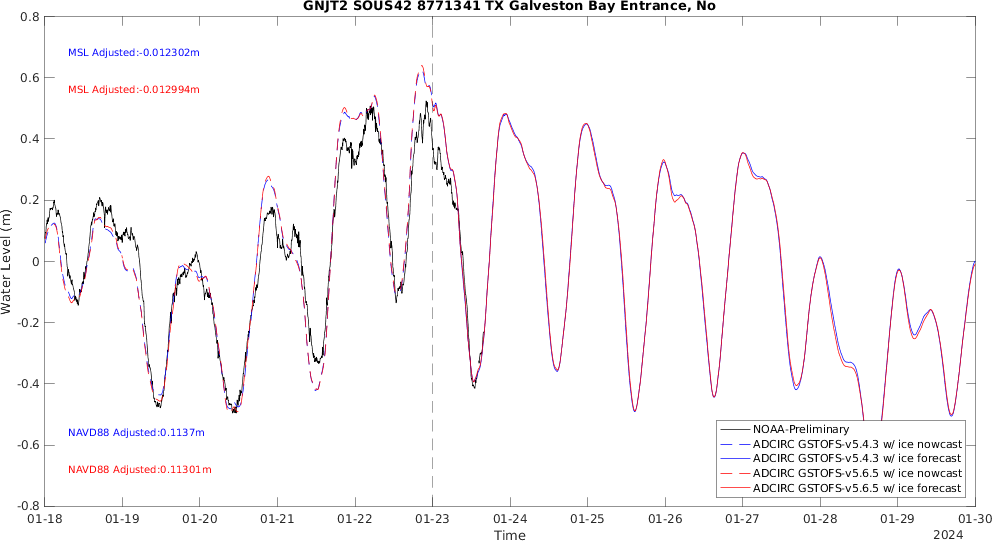 GNJT2 SOUS42 8771341 TX Galveston Bay Entrance, No
0.8
0.6
0.4
0.2
0
-0.2
-0.4
-0.6
-0.8
Water Level (m)
MSL Adjusted:-0.012302m
MSL Adjusted:-0.012994m
NAVD88 Adjusted:0.1137m
NAVD88 Adjusted:0.11301m
NOAA-Preliminary
ADCIRC GSTOFS-v5.4.3 w/ ice nowcast
ADCIRC GSTOFS-v5.4.3 w/ ice forecast
ADCIRC GSTOFS-v5.6.5 w/ ice nowcast
ADCIRC GSTOFS-v5.6.5 w/ ice forecast
01-18 01-19 01-20 01-21 01-22 01-23 01-24 01-25 01-26 01-27 01-28 01-29 01-30
Time
2024